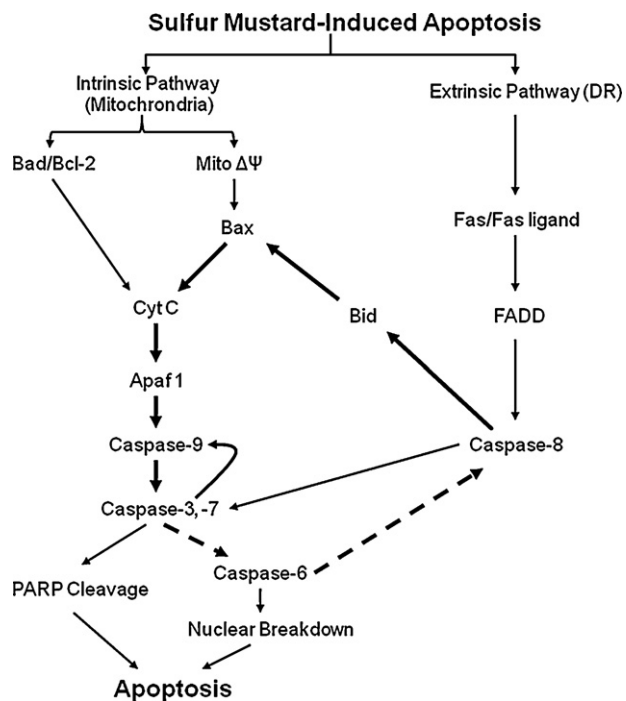 Sulfur Mustard-Induced Apoptosis
Intrinsic Pathway
(Mitochrondria)
Extrinsic Pathway (DR)
Bad/Bcl-2
Mito ΔΨ
Bax
Fas/Fas ligand
Cyt C
Bid
FADD
Apaf 1
Caspase-9
Caspase-8
Caspase-3, -7
Caspase-6
PARP Cleavage
Nuclear Breakdown
Apoptosis